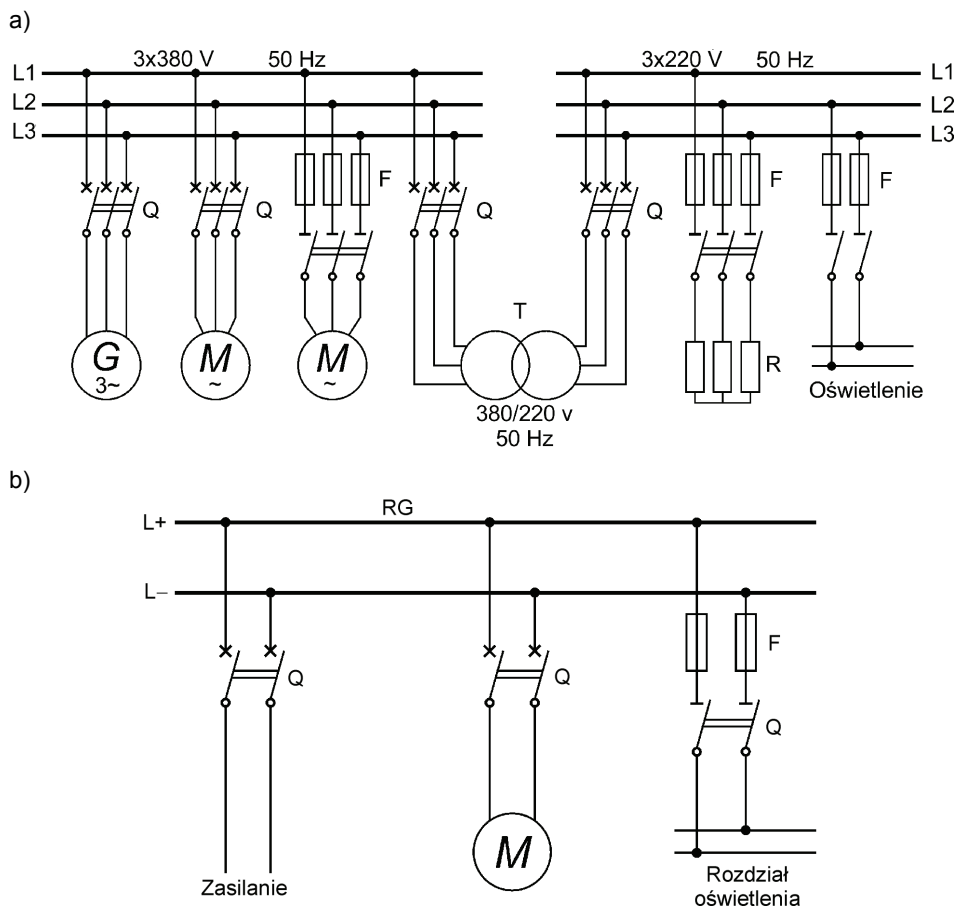 a)
3x380 V 50 Hz 3x220 V 50 Hz
L1 L1
L2 L2
L3 L3
F F F
Q Q Q Q
T
G 3~ M ~ M ~ R
Oświetlenie
380/220 v
50 Hz
b)
RG
L+
L–
F
Q Q
Q
M
Zasilanie Rozdział
oświetlenia